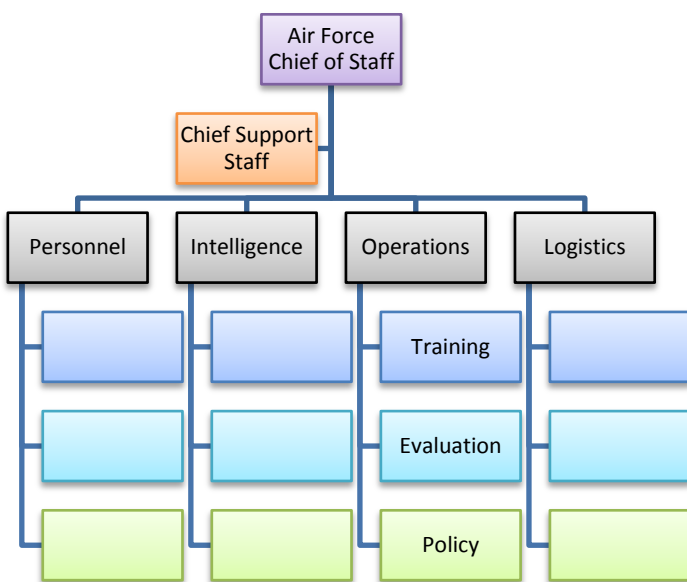 Air Force
Chief of Staff
Chief Support
Staff
Personnel
Intelligence
Operations
Logistics
Training
Evaluation
Policy